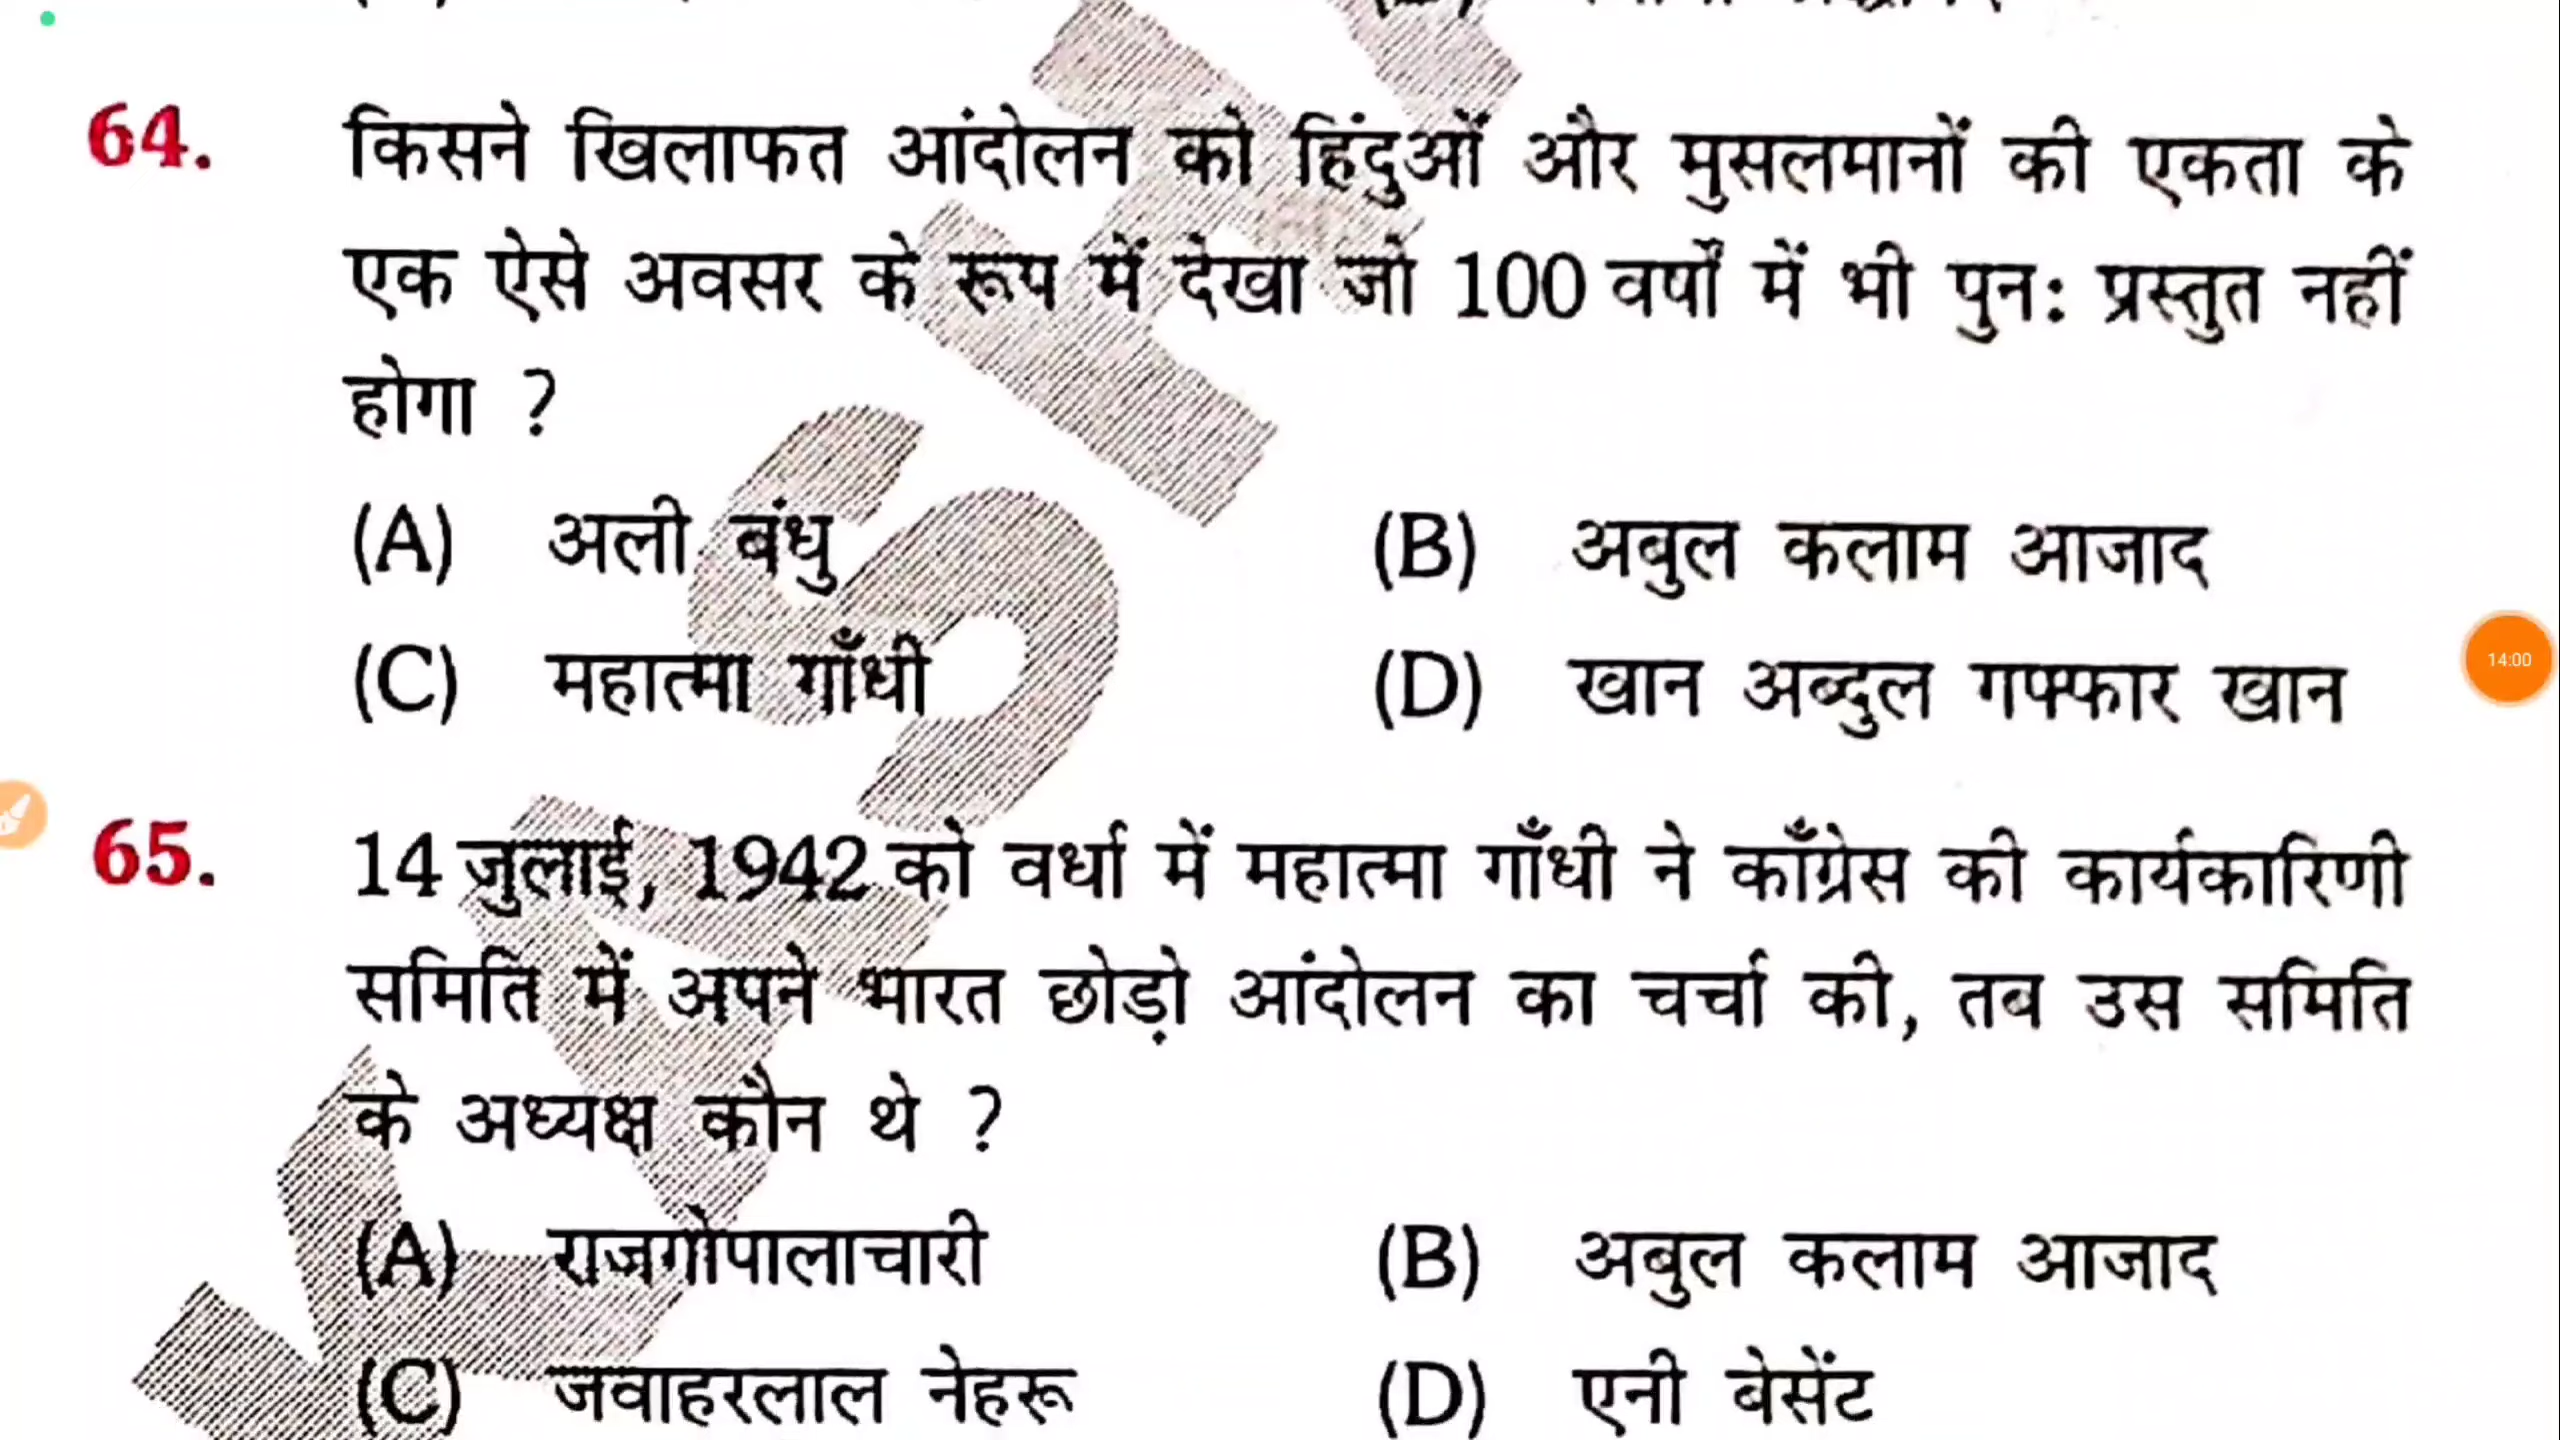 64. किसने खिलाफत आंदोलन को हिंदुओं और मुसलमानों की एकता के
एक ऐसे अवसर के रूप में देखा जो 100 वर्षों में भी पुनः प्रस्तुत नहीं
होगा ?
(A) अली बंधु (B) अबुल कलाम आजाद
(C) महात्मा गाँधी (D) खान अब्दुल गफ्फार खान
14:00
65. 14 जुलाई, 1942 को वर्धा में महात्मा गाँधी ने काँग्रेस की कार्यकारिणी
समिति में अपने भारत छोड़ो आंदोलन का चर्चा की, तब उस समिति
के अध्यक्ष कौन थे ?
(A) राजगोपालाचारी (B) अबुल कलाम आजाद
(C) जवाहरलाल नेहरू (D) एनी बेसेंट